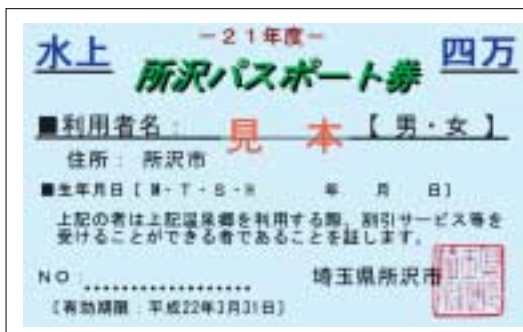 －２１年度－
水上 四万
所沢パスポート券
■利用者名： 【 男・女 】
見 本
住所： 所沢市
■生年月日［ M・T・S・H 年 月 日］
上記の者は上記温泉郷を利用する際、割引サービス等を
受けることができる者であることを証します。
ＮＯ：..................
埼玉県所沢市
［有効期限：平成22年3月31日］